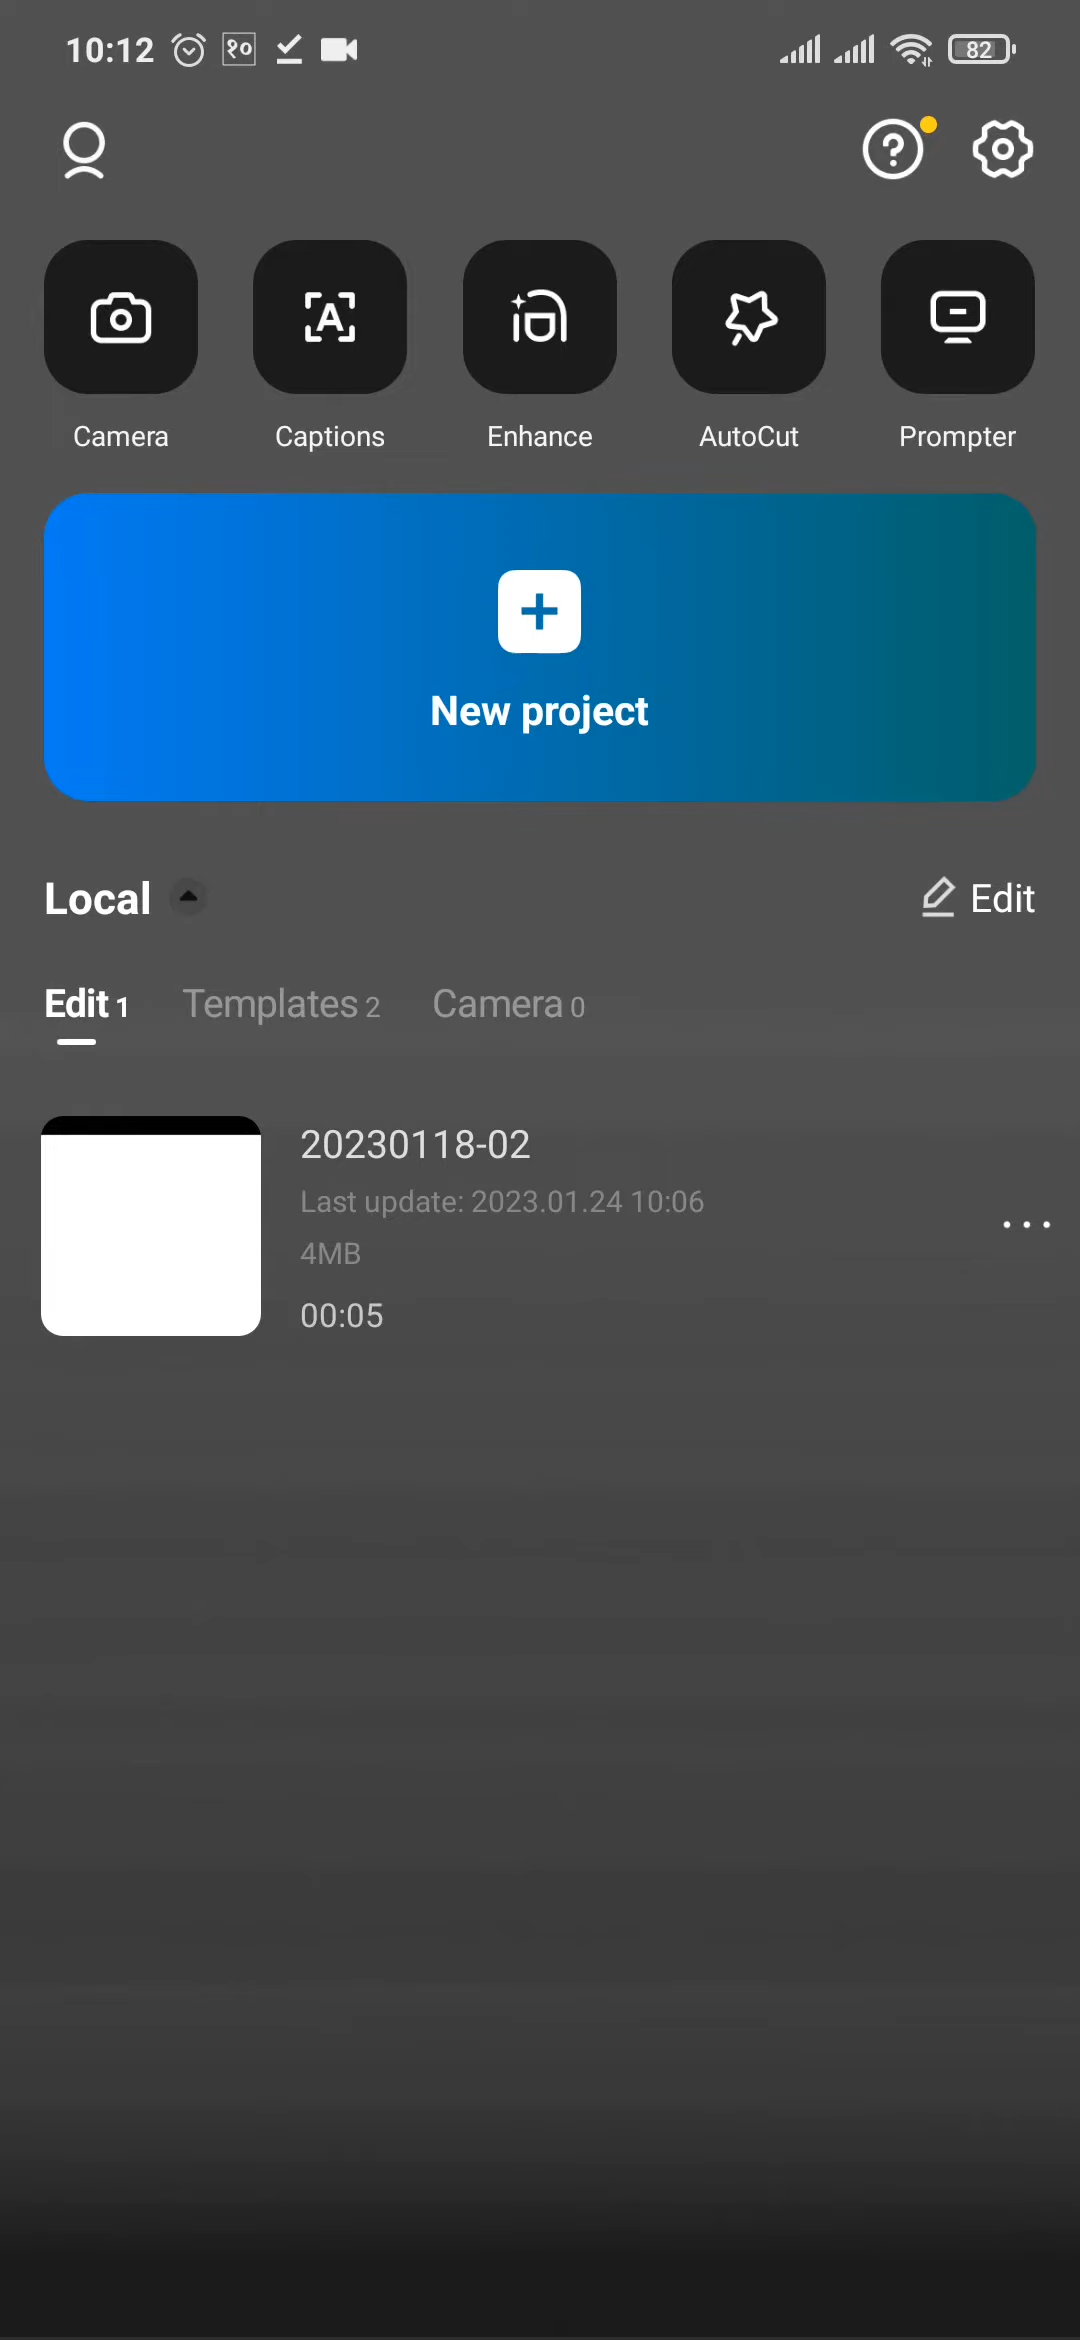 10:12 १० 82
Camera Captions Enhance AutoCut Prompter
New project
Local Edit
Edit 1 Templates 2 Camera 0
20230118-02
Last update: 2023.01.24 10:06
4MB
00:05